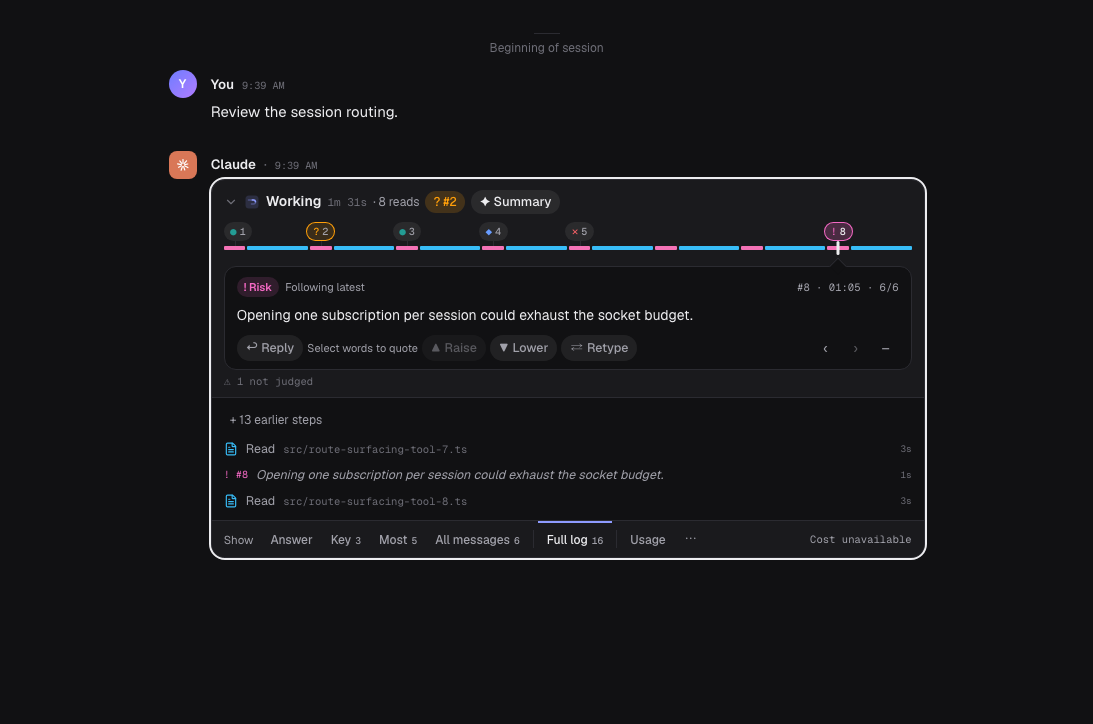 Beginning of session
Y You 9:39 AM
Review the session routing.
Claude · 9:39 AM
Working 1m 31s · 8 reads ? #2 ✦ Summary
1 ? 2 3 4 × 5 ! 8
! Risk Following latest #8 · 01:05 · 6/6
Opening one subscription per session could exhaust the socket budget.
↩ Reply Select words to quote ▲ Raise ▼ Lower ⇄ Retype ‹ › –
⚠ 1 not judged
+ 13 earlier steps
Read src/route-surfacing-tool-7.ts 3s
! #8 Opening one subscription per session could exhaust the socket budget. 1s
Read src/route-surfacing-tool-8.ts 3s
Show Answer Key 3 Most 5 All messages 6 Full log 16 Usage ··· Cost unavailable